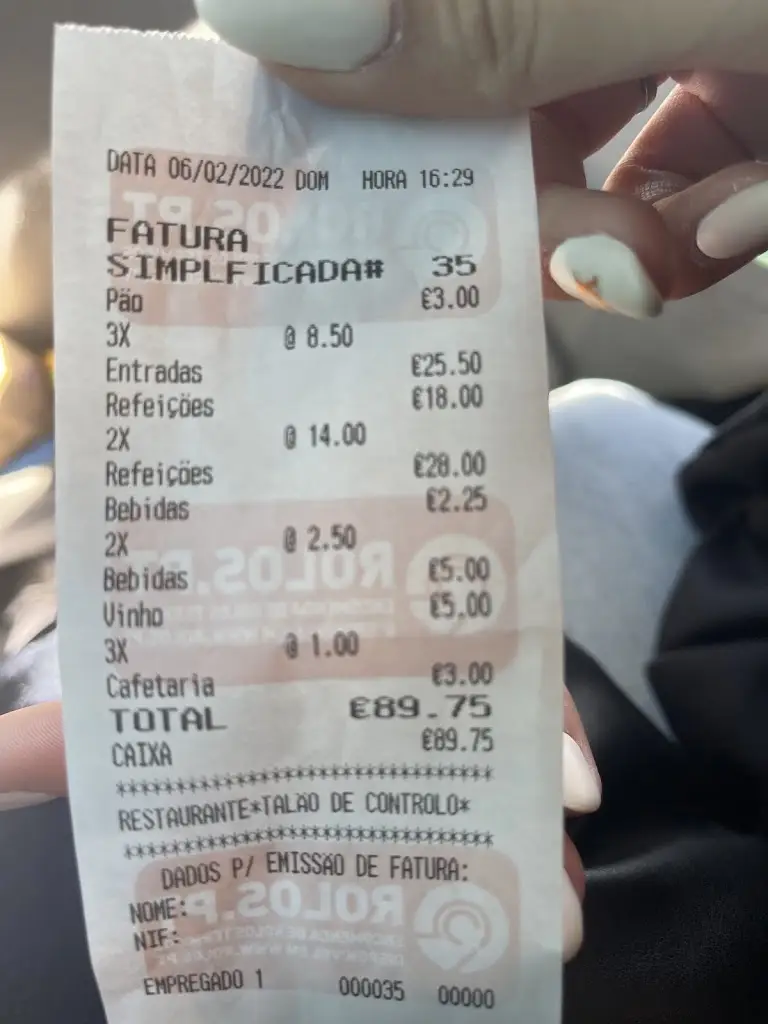 DATA 06/02/2022 DOM HORA 16:29
FATURA
SIMPLFICADA# 35
Pão €3.00
3X @ 8.50
Entradas €25.50
Refeições €18.00
2X @ 14.00
Refeições €28.00
Bebidas €2.25
2X @ 2.50
Bebidas €5.00
Vinho €5.00
3X @ 1.00
Cafetaria €3.00
TOTAL €89.75
CAIXA €89.75
************************************
RESTAURANTE*TALÃO DE CONTROLO*
************************************
DADOS P/ EMISSÃO DE FATURA:
NOME:
NIF:
EMPREGADO 1 000035 00000
ROLOS.PT